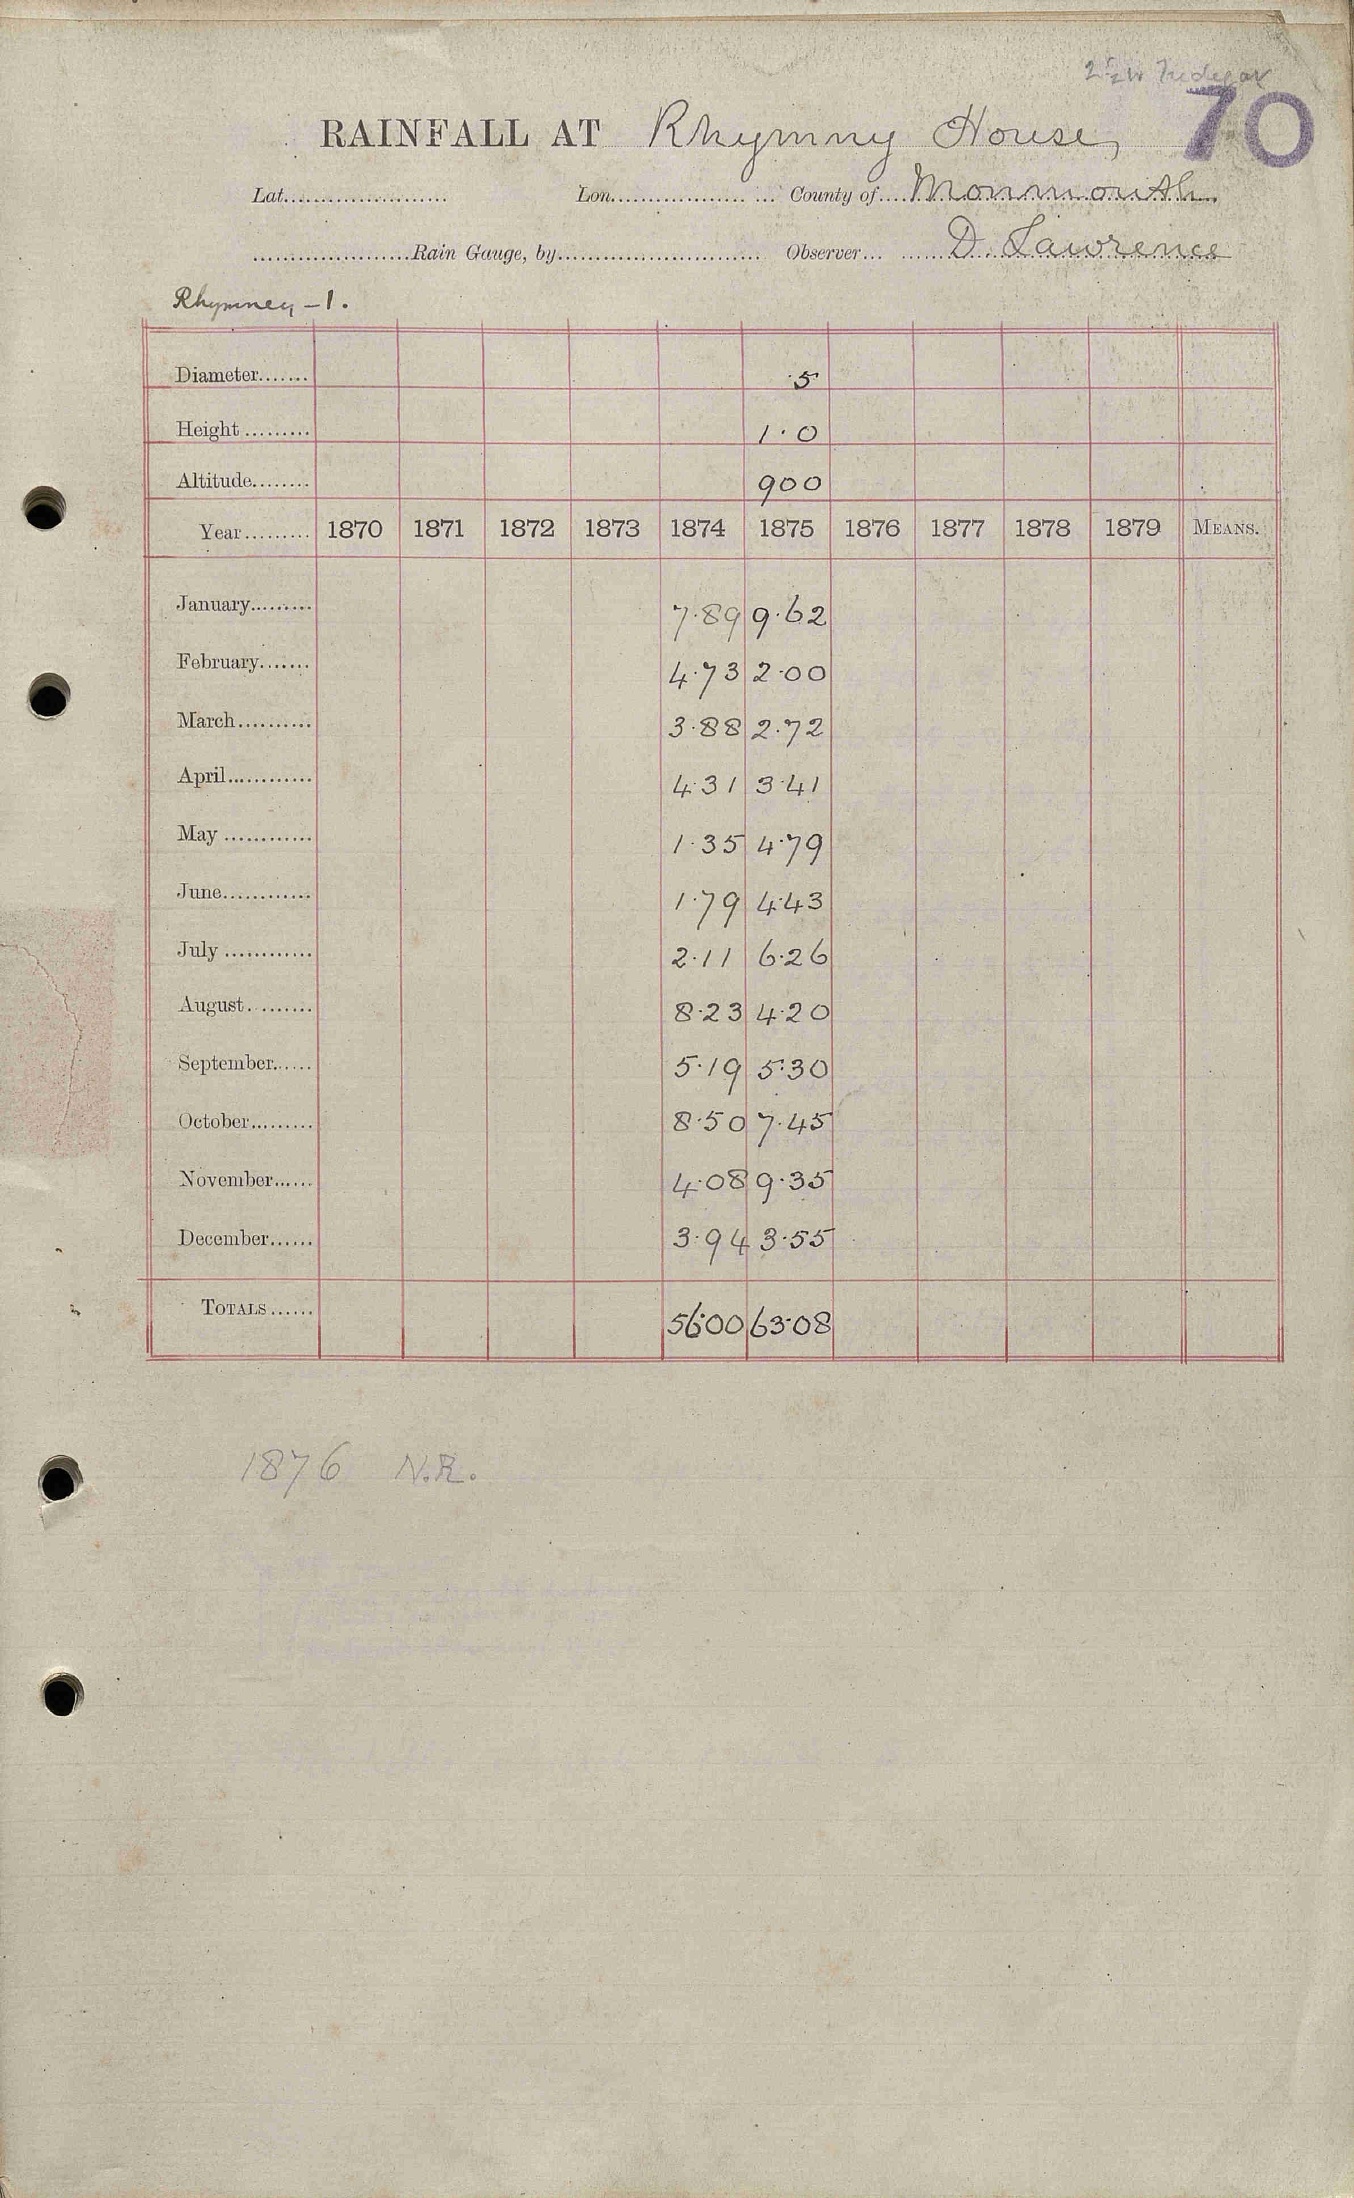 70
RAINFALL AT Rhymny House,
Lat. Lon. County of Monmouth.
Rain Gauge, by Observer D. Lawrence
Rhymney - 1.
Diameter 5
Height 1.0
Altitude 900
Year 1870 1871 1872 1873 1874 1875 1876 1877 1878 1879 MEANS.
January 7.89 9.62
February 4.73 2.00
March 3.88 2.72
April 4.31 3.41
May 1.35 4.79
June 1.79 4.43
July 2.11 6.26
August 8.23 4.20
September 5.19 5.30
October 8.50 7.45
November 4.08 9.35
December 3.94 3.55
TOTALS 56.00 63.08
1876 N.R.